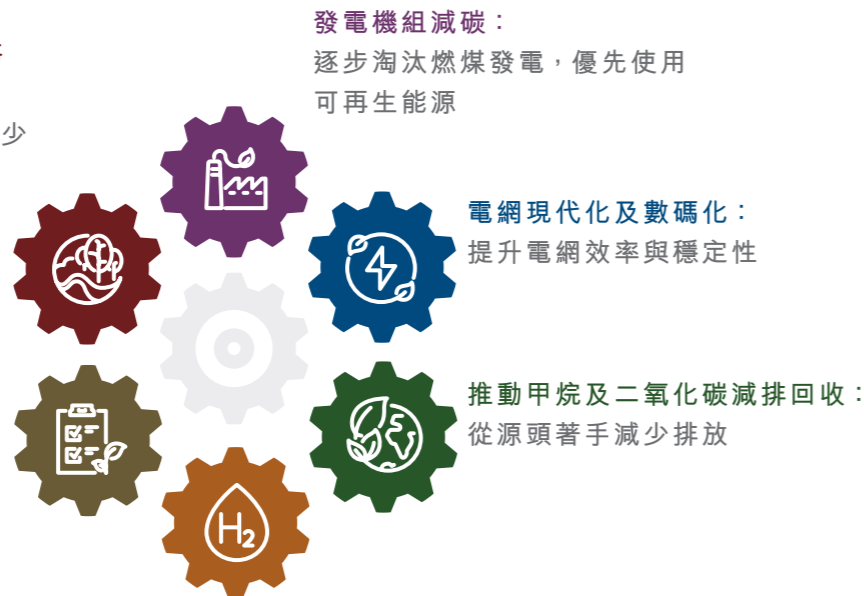 發電機組減碳：
逐步淘汰燃煤發電，優先使用
可再生能源
少
電網現代化及數碼化：
提升電網效率與穩定性
推動甲烷及二氧化碳減排回收：
從源頭著手減少排放
H2